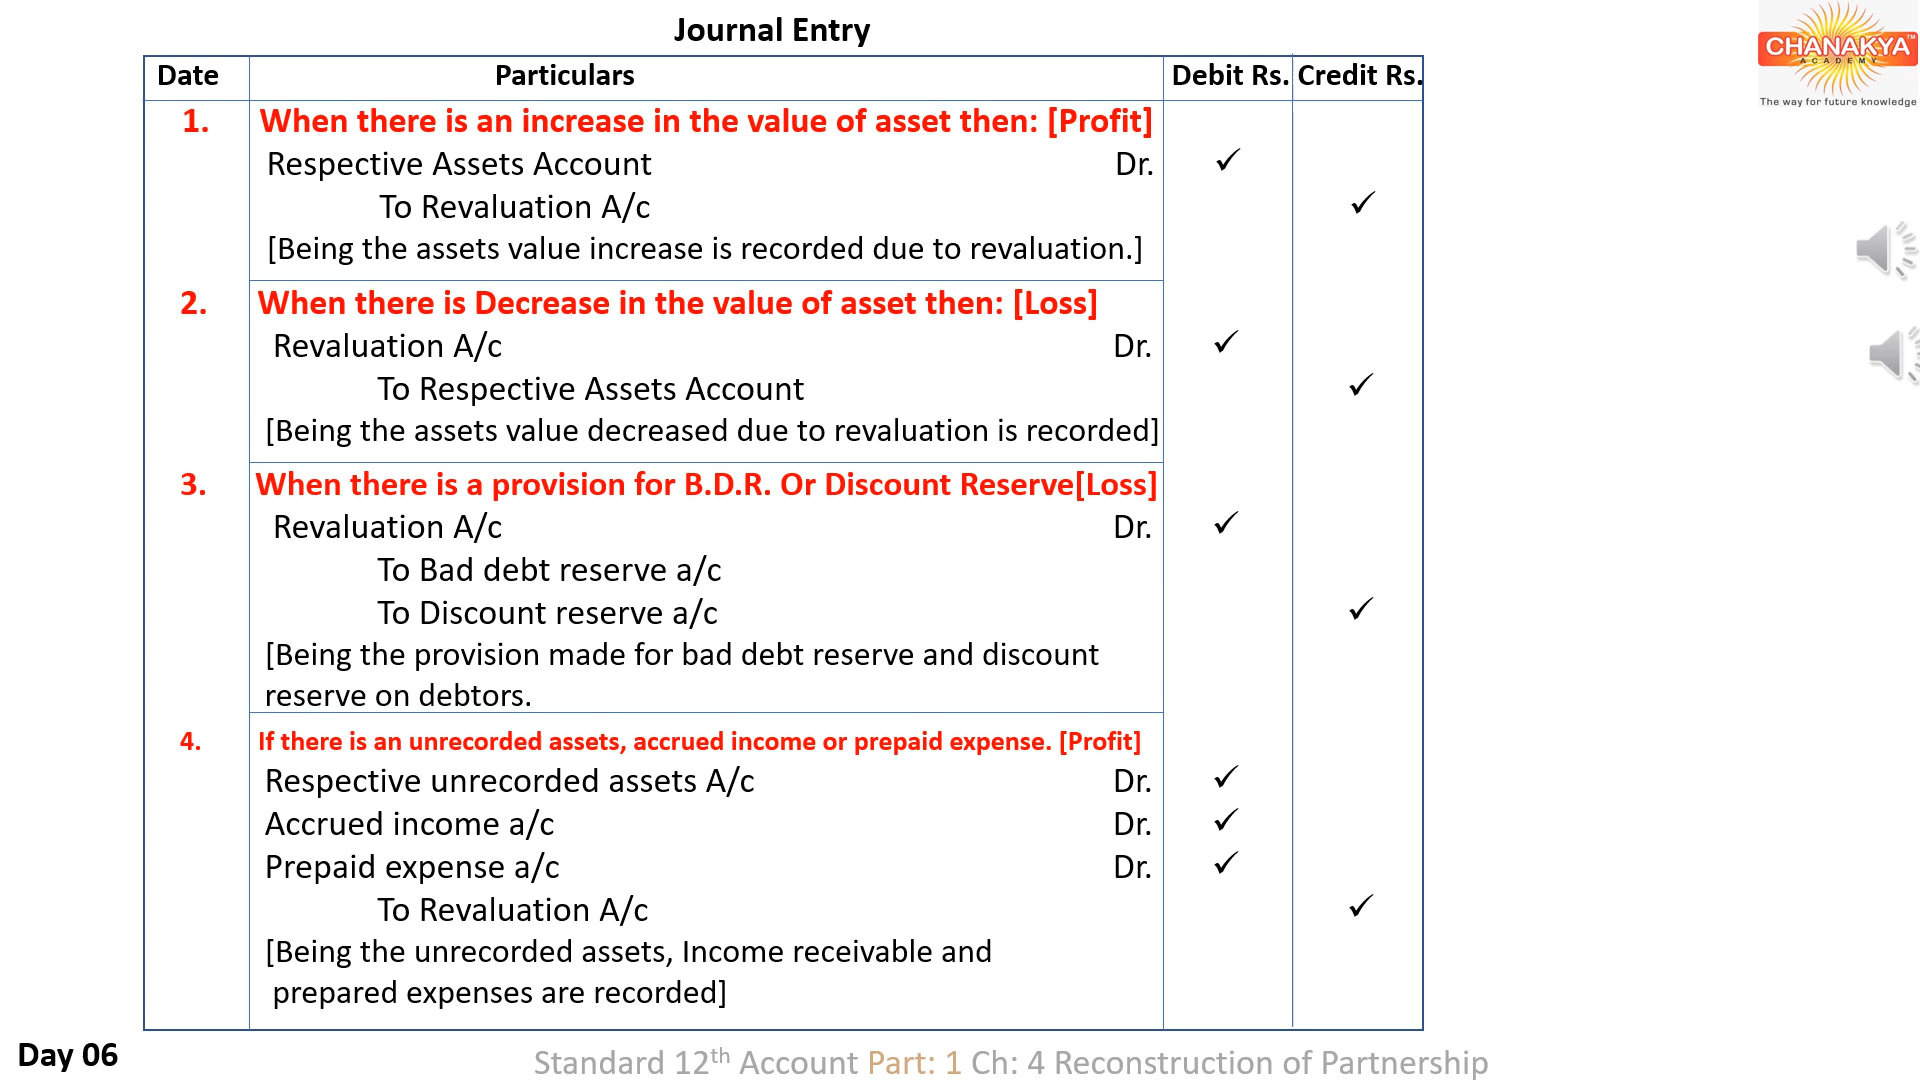 Journal Entry
CHANAKYA™
ACADEMY
The way for future knowledge
Date Particulars Debit Rs. Credit Rs.
1. When there is an increase in the value of asset then: [Profit]
Respective Assets Account Dr. ✓
To Revaluation A/c ✓
[Being the assets value increase is recorded due to revaluation.]
2. When there is Decrease in the value of asset then: [Loss]
Revaluation A/c Dr. ✓
To Respective Assets Account ✓
[Being the assets value decreased due to revaluation is recorded]
3. When there is a provision for B.D.R. Or Discount Reserve[Loss]
Revaluation A/c Dr. ✓
To Bad debt reserve a/c
To Discount reserve a/c ✓
[Being the provision made for bad debt reserve and discount
reserve on debtors.
4. If there is an unrecorded assets, accrued income or prepaid expense. [Profit]
Respective unrecorded assets A/c Dr. ✓
Accrued income a/c Dr. ✓
Prepaid expense a/c Dr. ✓
To Revaluation A/c ✓
[Being the unrecorded assets, Income receivable and
prepared expenses are recorded]
Day 06
Standard 12th Account Part: 1 Ch: 4 Reconstruction of Partnership